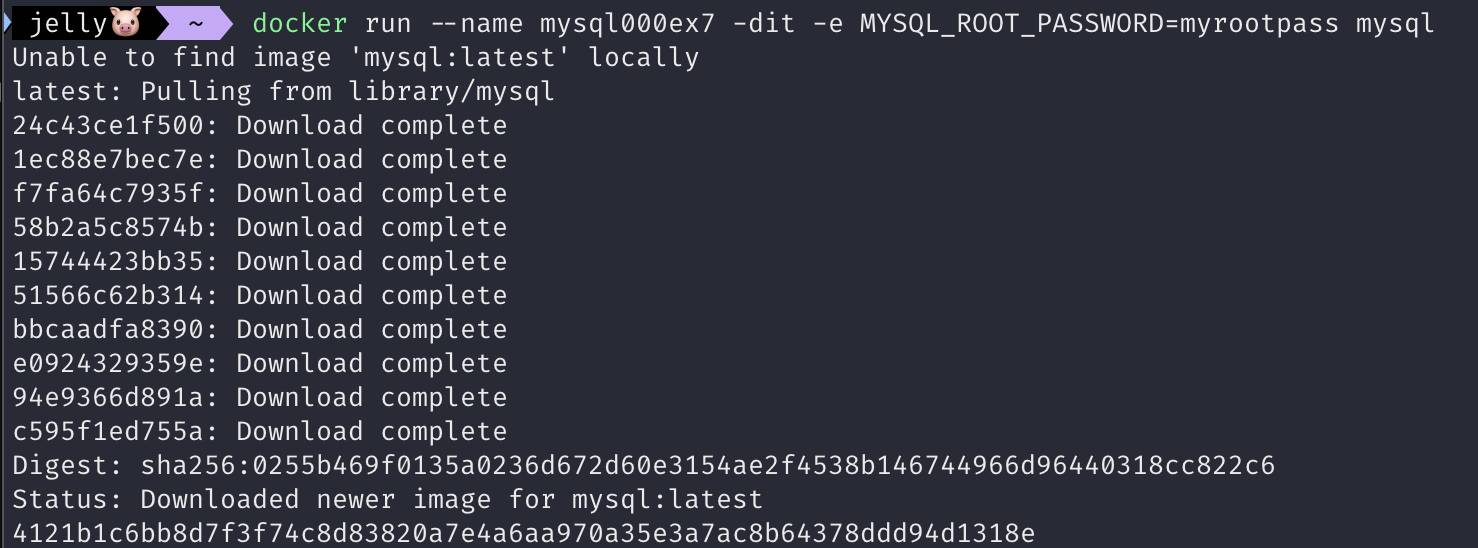 jelly🐷 ~ docker run --name mysql000ex7 -dit -e MYSQL_ROOT_PASSWORD=myrootpass mysql
Unable to find image 'mysql:latest' locally
latest: Pulling from library/mysql
24c43ce1f500: Download complete
1ec88e7bec7e: Download complete
f7fa64c7935f: Download complete
58b2a5c8574b: Download complete
15744423bb35: Download complete
51566c62b314: Download complete
bbcaadfa8390: Download complete
e0924329359e: Download complete
94e9366d891a: Download complete
c595f1ed755a: Download complete
Digest: sha256:0255b469f0135a0236d672d60e3154ae2f4538b146744966d96440318cc822c6
Status: Downloaded newer image for mysql:latest
4121b1c6bb8d7f3f74c8d83820a7e4a6aa970a35e3a7ac8b64378ddd94d1318e